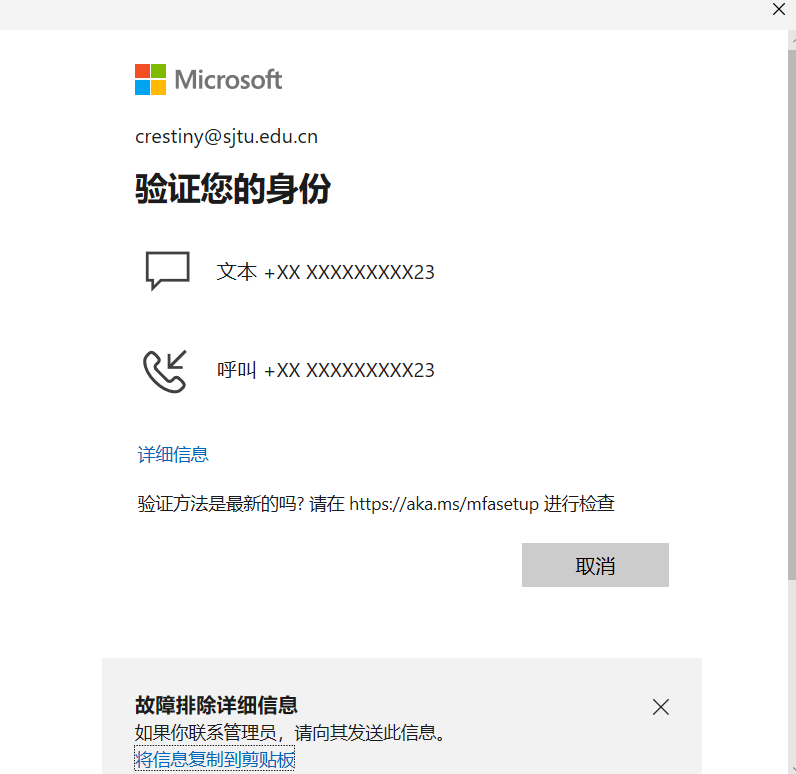 Microsoft
crestiny@sjtu.edu.cn
验证您的身份
文本 +XX XXXXXXXXX23
呼叫 +XX XXXXXXXXX23
详细信息
验证方法是最新的吗? 请在 https://aka.ms/mfasetup 进行检查
取消
故障排除详细信息
如果你联系管理员，请向其发送此信息。
将信息复制到剪贴板